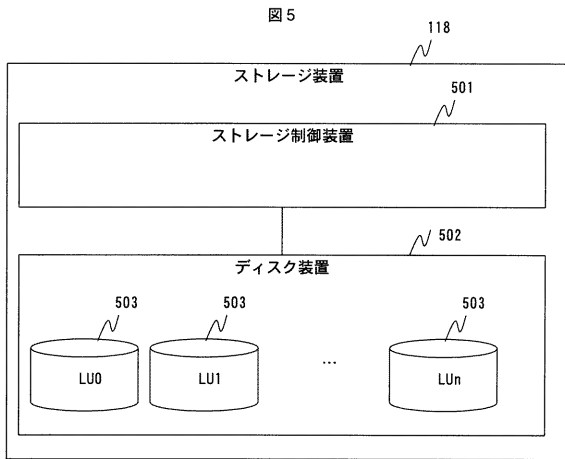 図5
118
ストレージ装置
501
ストレージ制御装置
502
ディスク装置
503 503 503
LU0 LU1 ... LUn